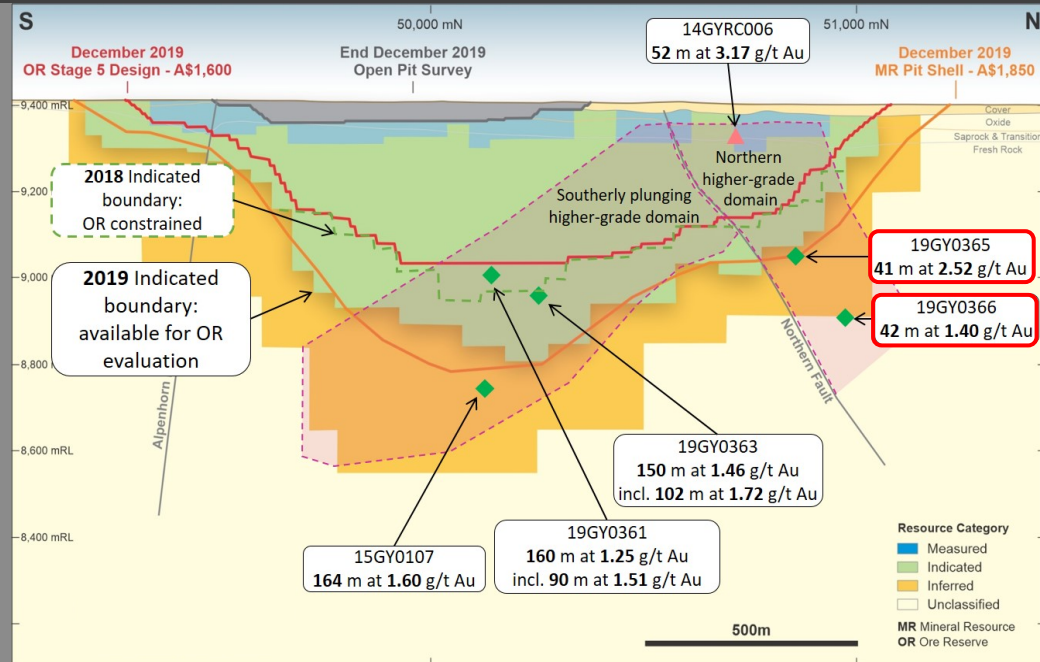 S
50,000 mN
51,000 mN
N
14GYRC006
52 m at 3.17 g/t Au
December 2019
OR Stage 5 Design - A$1,600
End December 2019
Open Pit Survey
December 2019
MR Pit Shell - A$1,850
9,400 mRL
Cover
Oxide
Saprock & Transition
Fresh Rock
2018 Indicated
boundary:
OR constrained
9,200
Southerly plunging
higher-grade domain
Northern
higher-grade
domain
19GY0365
41 m at 2.52 g/t Au
9,000
2019 Indicated
boundary:
available for OR
evaluation
19GY0366
42 m at 1.40 g/t Au
8,800
Northern Fault
Alpenhorn
8,600 mRL
19GY0363
150 m at 1.46 g/t Au
incl. 102 m at 1.72 g/t Au
8,400 mRL
15GY0107
164 m at 1.60 g/t Au
19GY0361
160 m at 1.25 g/t Au
incl. 90 m at 1.51 g/t Au
Resource Category
Measured
Indicated
Inferred
Unclassified
MR Mineral Resource
OR Ore Reserve
500m